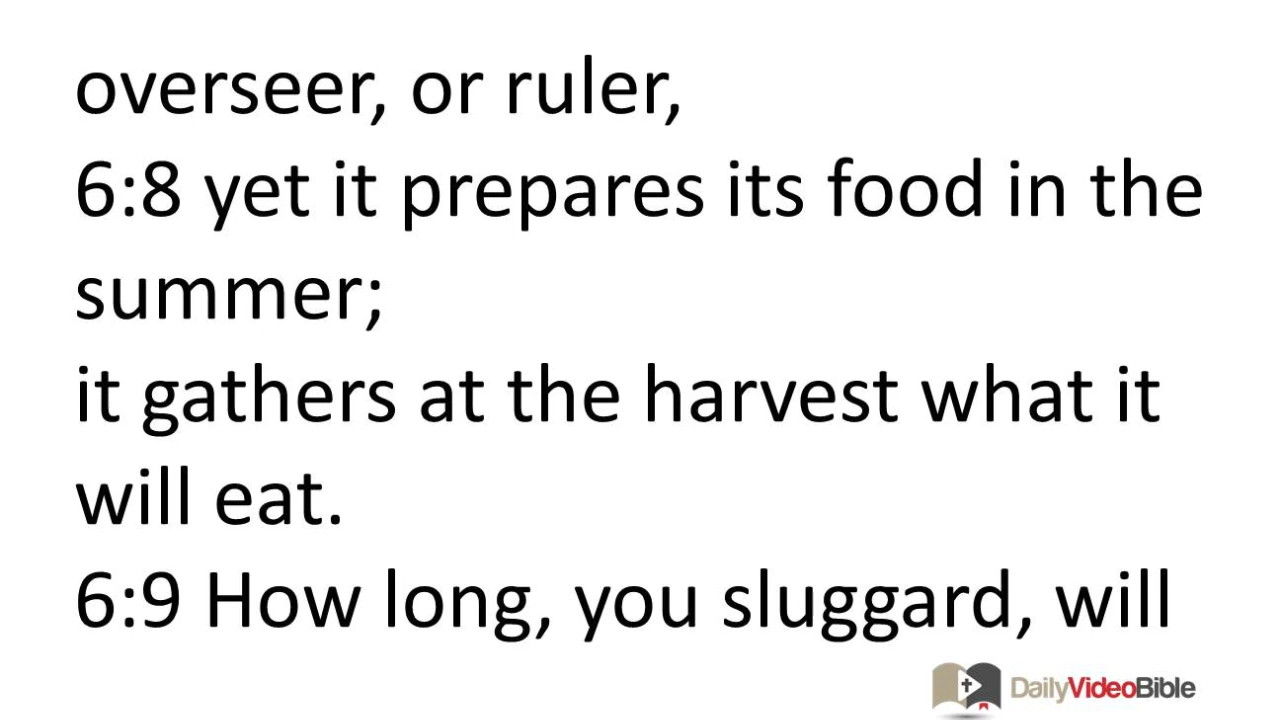 overseer, or ruler,
6:8 yet it prepares its food in the
summer;
it gathers at the harvest what it
will eat.
6:9 How long, you sluggard, will
DailyVideoBible